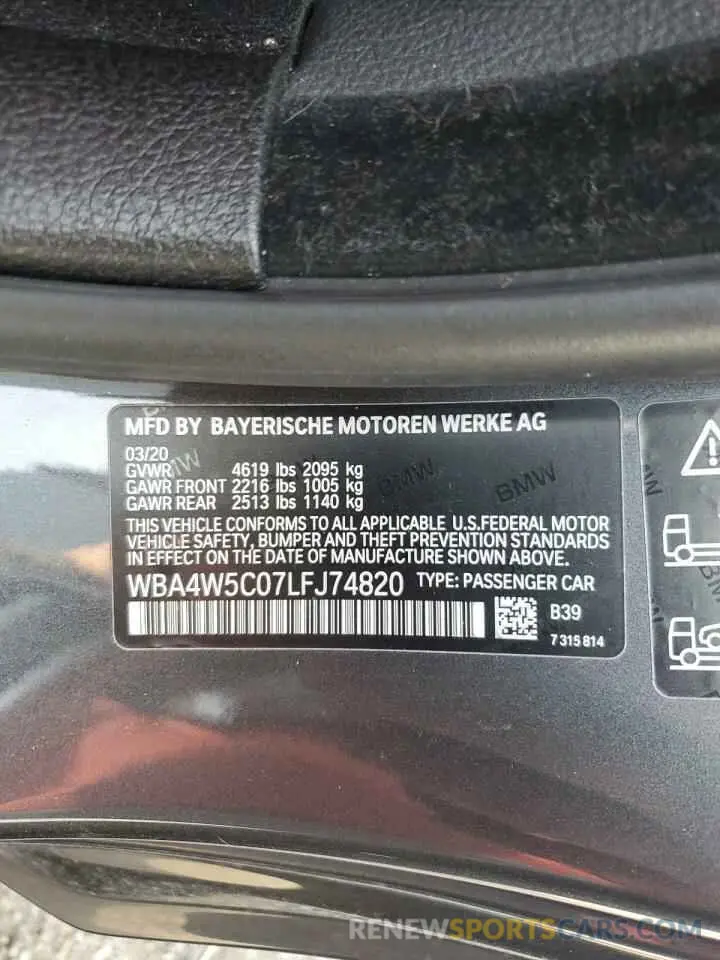 MFD BY BAYERISCHE MOTOREN WERKE AG
03/20
GVWR 4619 lbs 2095 kg
GAWR FRONT 2216 lbs 1005 kg
GAWR REAR 2513 lbs 1140 kg
THIS VEHICLE CONFORMS TO ALL APPLICABLE U.S.FEDERAL MOTOR
VEHICLE SAFETY, BUMPER AND THEFT PREVENTION STANDARDS
IN EFFECT ON THE DATE OF MANUFACTURE SHOWN ABOVE.
WBA4W5C07LFJ74820 TYPE: PASSENGER CAR
B39
7 315 814
BMW
BMW
BMW
RENEWSPORTSCARS.COM